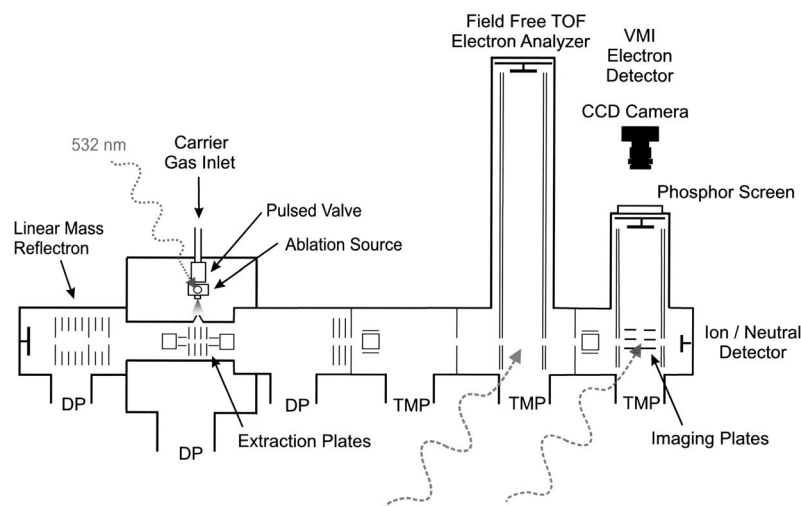 Field Free TOF
Electron Analyzer
VMI
Electron
Detector
CCD Camera
532 nm
Carrier
Gas Inlet
Phosphor Screen
Pulsed Valve
Ablation Source
Linear Mass
Reflectron
Ion / Neutral
Detector
DP
DP
TMP
TMP
TMP
Extraction Plates
Imaging Plates
DP